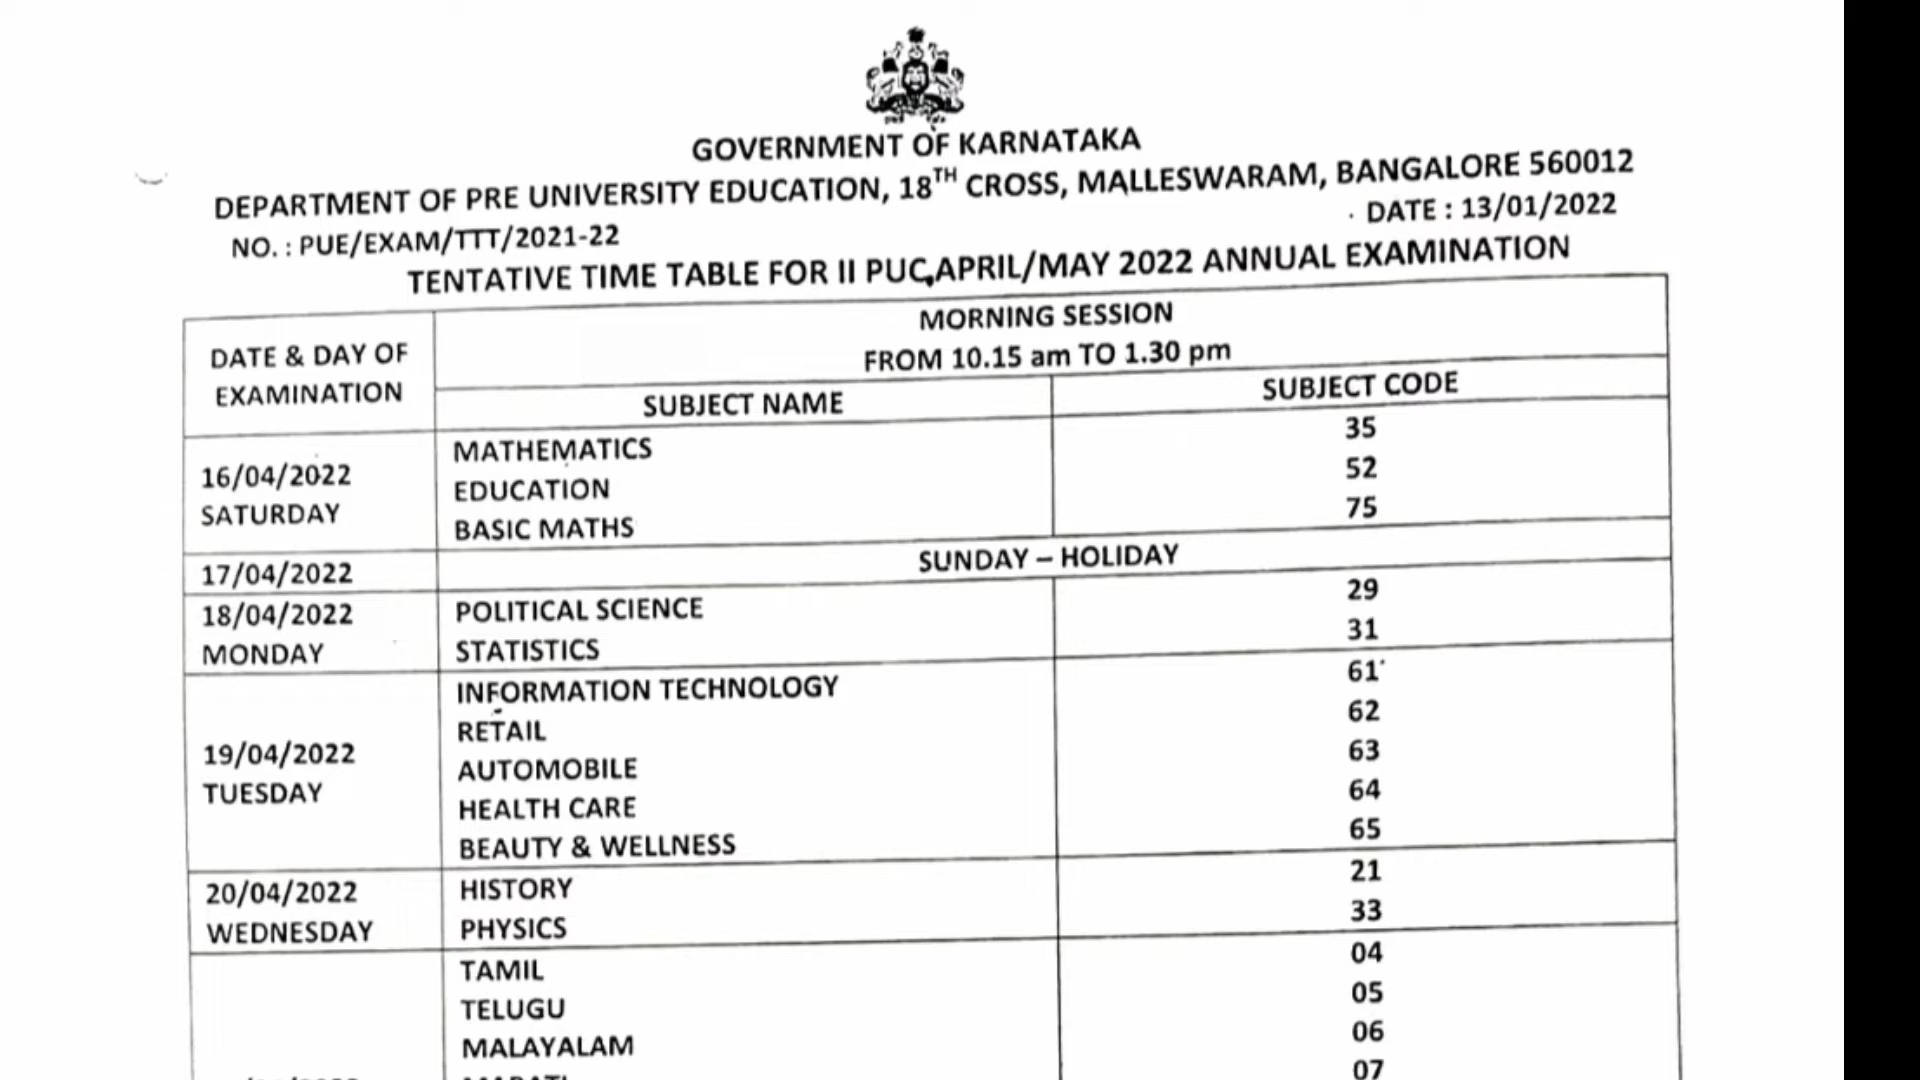 GOVERNMENT OF KARNATAKA
DEPARTMENT OF PRE UNIVERSITY EDUCATION, 18TH CROSS, MALLESWARAM, BANGALORE 560012
NO. : PUE/EXAM/TTT/2021-22 DATE : 13/01/2022
TENTATIVE TIME TABLE FOR II PUC, APRIL/MAY 2022 ANNUAL EXAMINATION
DATE & DAY OF EXAMINATION
MORNING SESSION
FROM 10.15 am TO 1.30 pm
SUBJECT NAME SUBJECT CODE
16/04/2022
SATURDAY
MATHEMATICS 35
EDUCATION 52
BASIC MATHS 75
17/04/2022 SUNDAY – HOLIDAY
18/04/2022
MONDAY
POLITICAL SCIENCE 29
STATISTICS 31
19/04/2022
TUESDAY
INFORMATION TECHNOLOGY 61
RETAIL 62
AUTOMOBILE 63
HEALTH CARE 64
BEAUTY & WELLNESS 65
20/04/2022
WEDNESDAY
HISTORY 21
PHYSICS 33
TAMIL 04
TELUGU 05
MALAYALAM 06
07